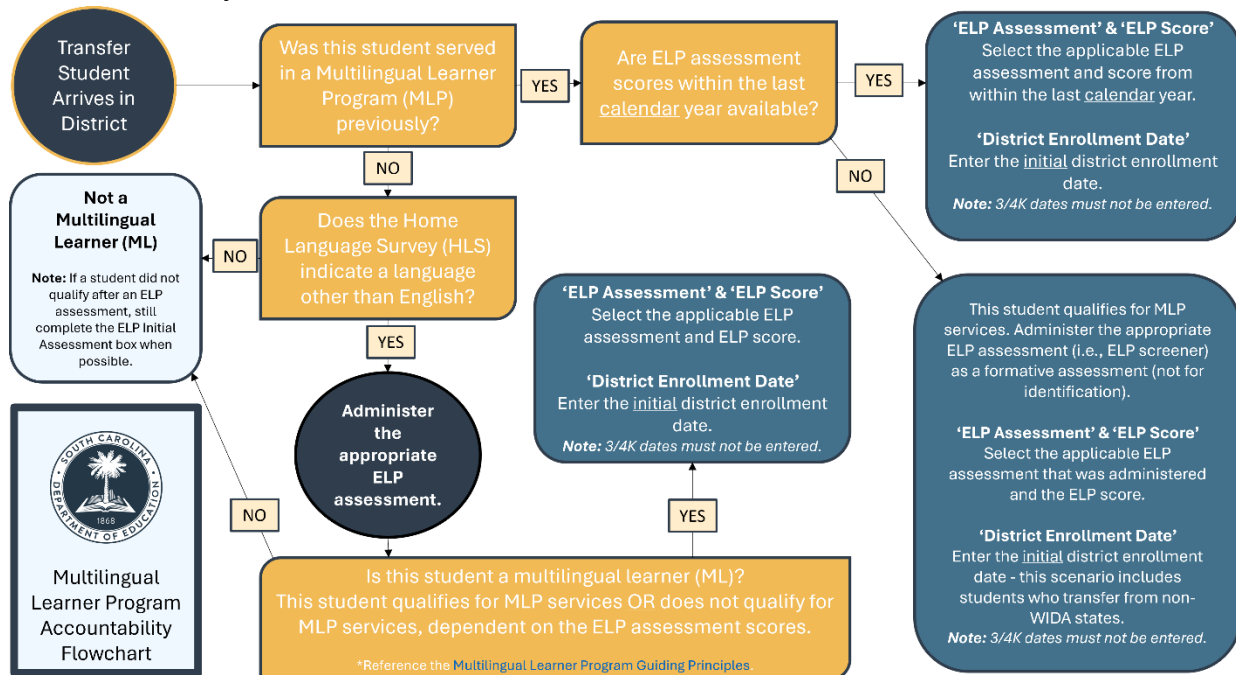 Transfer
Student
Arrives in
District
Was this student served
in a Multilingual Learner
Program (MLP)
previously?
YES
Are ELP assessment
scores within the last
calendar year available?
YES
‘ELP Assessment’ & ‘ELP Score’
Select the applicable ELP
assessment and score from
within the last calendar year.
‘District Enrollment Date’
Enter the initial district enrollment
date.
Note: 3/4K dates must not be entered.
NO
NO
Not a
Multilingual
Learner (ML)
Note: If a student did not
qualify after an ELP
assessment, still
complete the ELP Initial
Assessment box when
possible.
NO
Does the Home
Language Survey (HLS)
indicate a language
other than English?
YES
‘ELP Assessment’ & ‘ELP Score’
Select the applicable ELP
assessment and ELP score.
‘District Enrollment Date’
Enter the initial district enrollment
date.
Note: 3/4K dates must not be entered.
This student qualifies for MLP
services. Administer the appropriate
ELP assessment (i.e., ELP screener)
as a formative assessment (not for
identification).
‘ELP Assessment’ & ‘ELP Score’
Select the applicable ELP
assessment that was administered
and the ELP score.
‘District Enrollment Date’
Enter the initial district enrollment
date - this scenario includes
students who transfer from non-
WIDA states.
Note: 3/4K dates must not be entered.
Administer
the
appropriate
ELP
assessment.
NO
YES
Is this student a multilingual learner (ML)?
This student qualifies for MLP services OR does not qualify for
MLP services, dependent on the ELP assessment scores.
*Reference the Multilingual Learner Program Guiding Principles.
SOUTH CAROLINA
DEPARTMENT OF EDUCATION
1868
Multilingual
Learner Program
Accountability
Flowchart